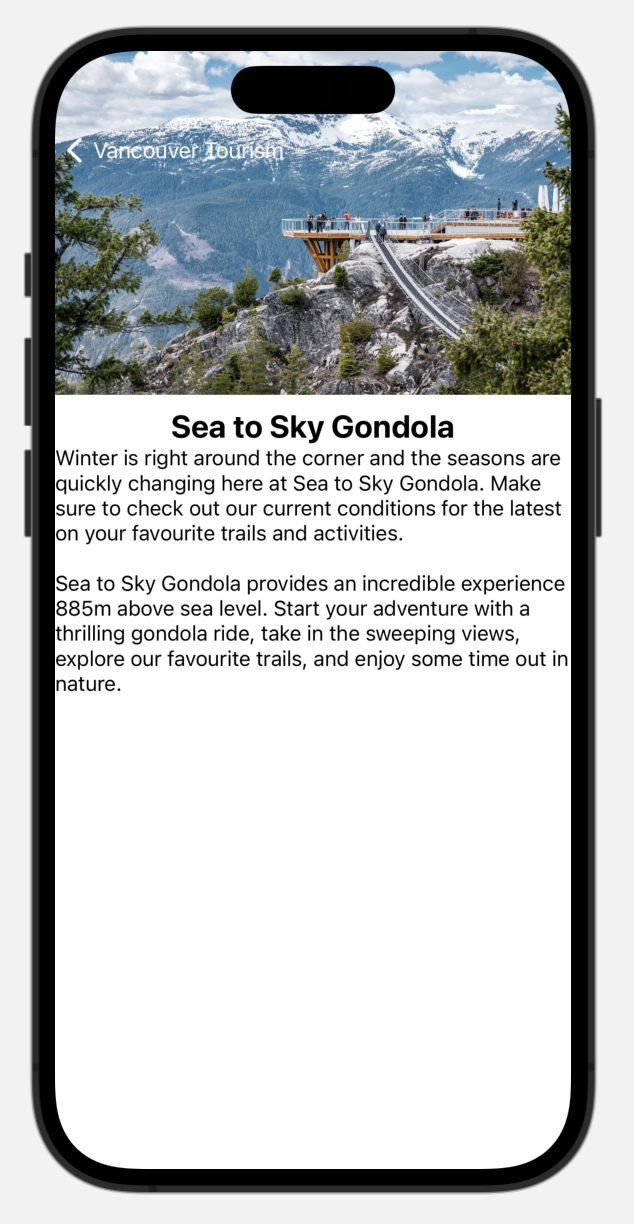 Vancouver Tourism
Sea to Sky Gondola
Winter is right around the corner and the seasons are
quickly changing here at Sea to Sky Gondola. Make
sure to check out our current conditions for the latest
on your favourite trails and activities.
Sea to Sky Gondola provides an incredible experience
885m above sea level. Start your adventure with a
thrilling gondola ride, take in the sweeping views,
explore our favourite trails, and enjoy some time out in
nature.